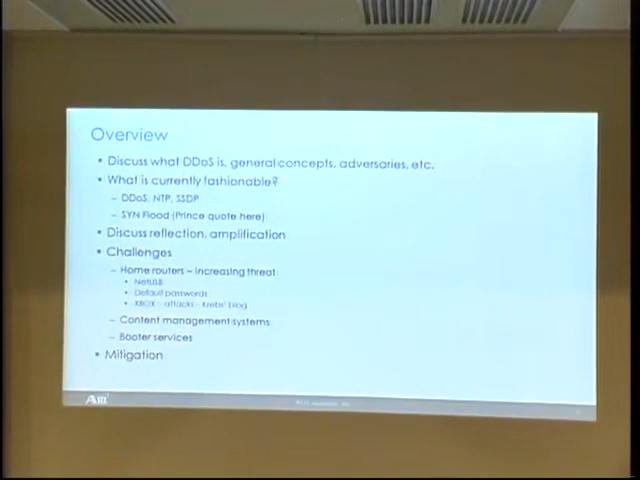 Overview
• Discuss what DDoS is, general concepts, adversaries, etc.
• What is currently fashionable?
– DDoS, NTP, SSDP
– SYN Flood (Prince quote here)
• Discuss reflection, amplification
• Challenges
– Home routers – increasing threat
• NetUSB
• Default passwords
• XBOX – attacks – Krebs' blog
– Content management systems
– Booter services
• Mitigation